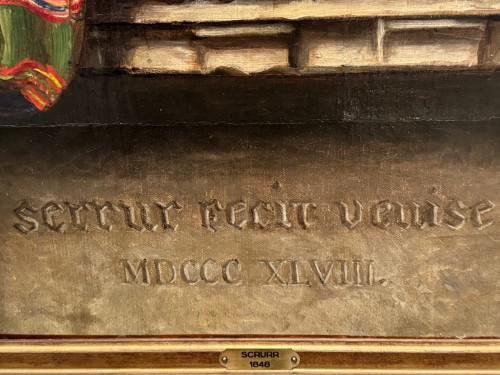 serrur fecit venise
MDCCC XLVIII.
SCRURR
1848